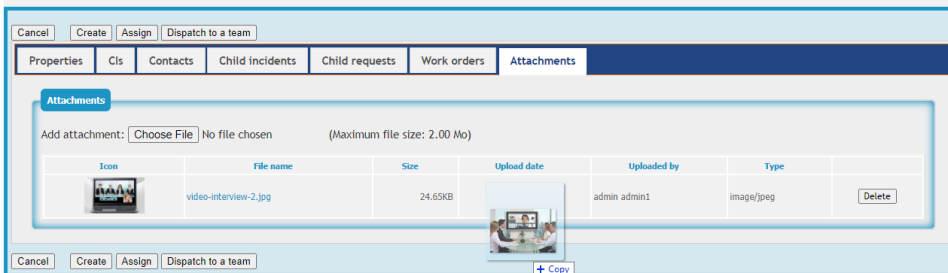 Cancel Create Assign Dispatch to a team
Properties CIs Contacts Child incidents Child requests Work orders Attachments
Attachments
Add attachment: Choose File No file chosen (Maximum file size: 2.00 Mo)
Icon File name Size Upload date Uploaded by Type
video-interview-2.jpg 24.65KB admin admin1 image/jpeg Delete
Cancel Create Assign Dispatch to a team
+ Copy